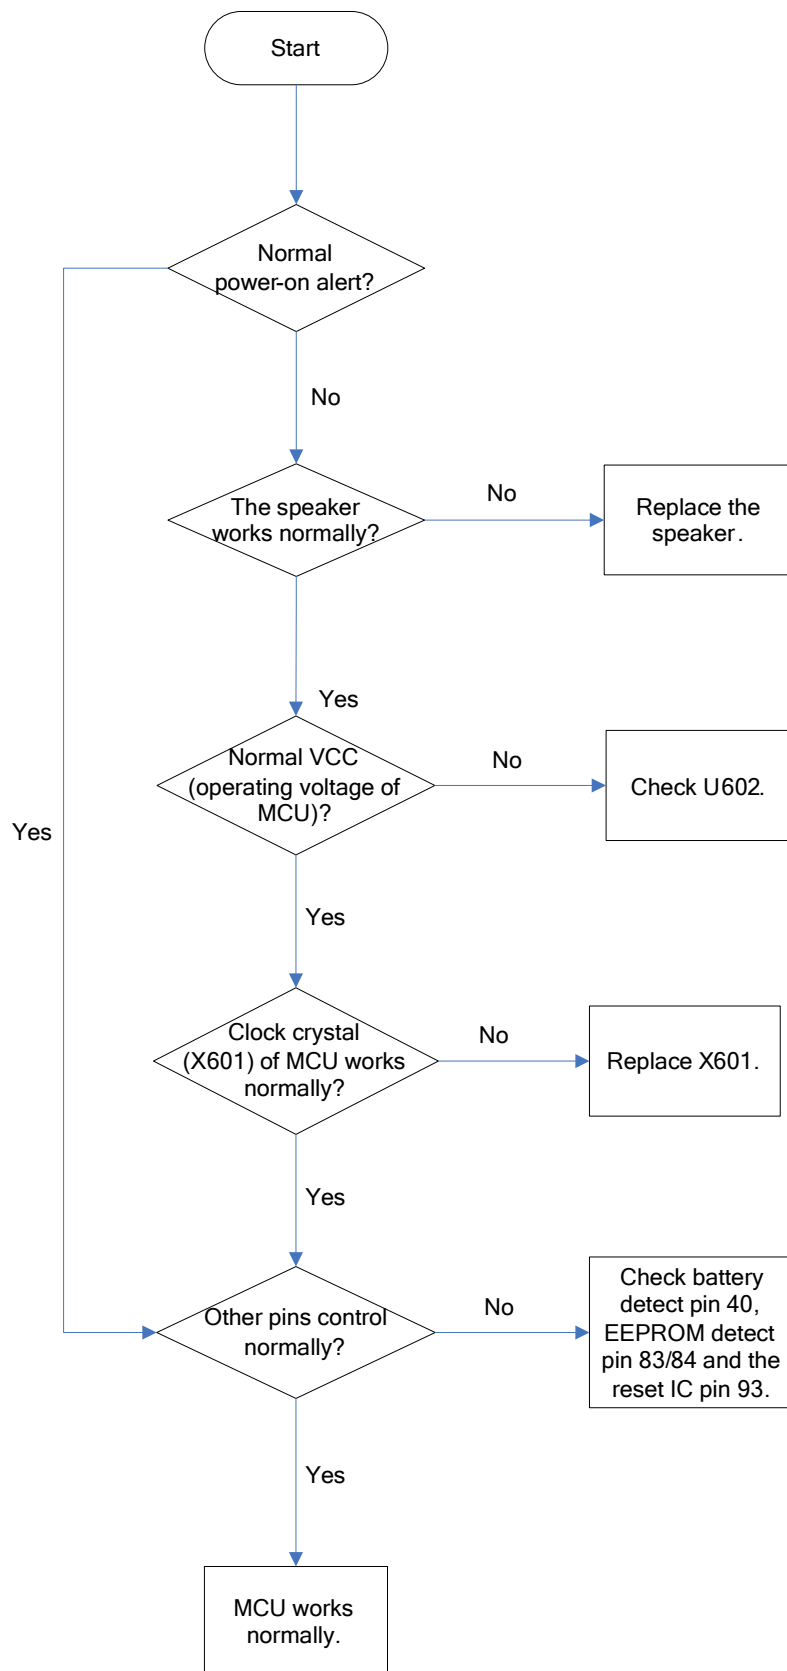 Start
Normal
power-on alert?
No
The speaker
works normally?
No
Replace the
speaker.
Yes
Normal VCC
(operating voltage of
MCU)?
No
Check U602.
Yes
Yes
Clock crystal
(X601) of MCU works
normally?
No
Replace X601.
Yes
Other pins control
normally?
No
Check battery
detect pin 40,
EEPROM detect
pin 83/84 and the
reset IC pin 93.
Yes
MCU works
normally.